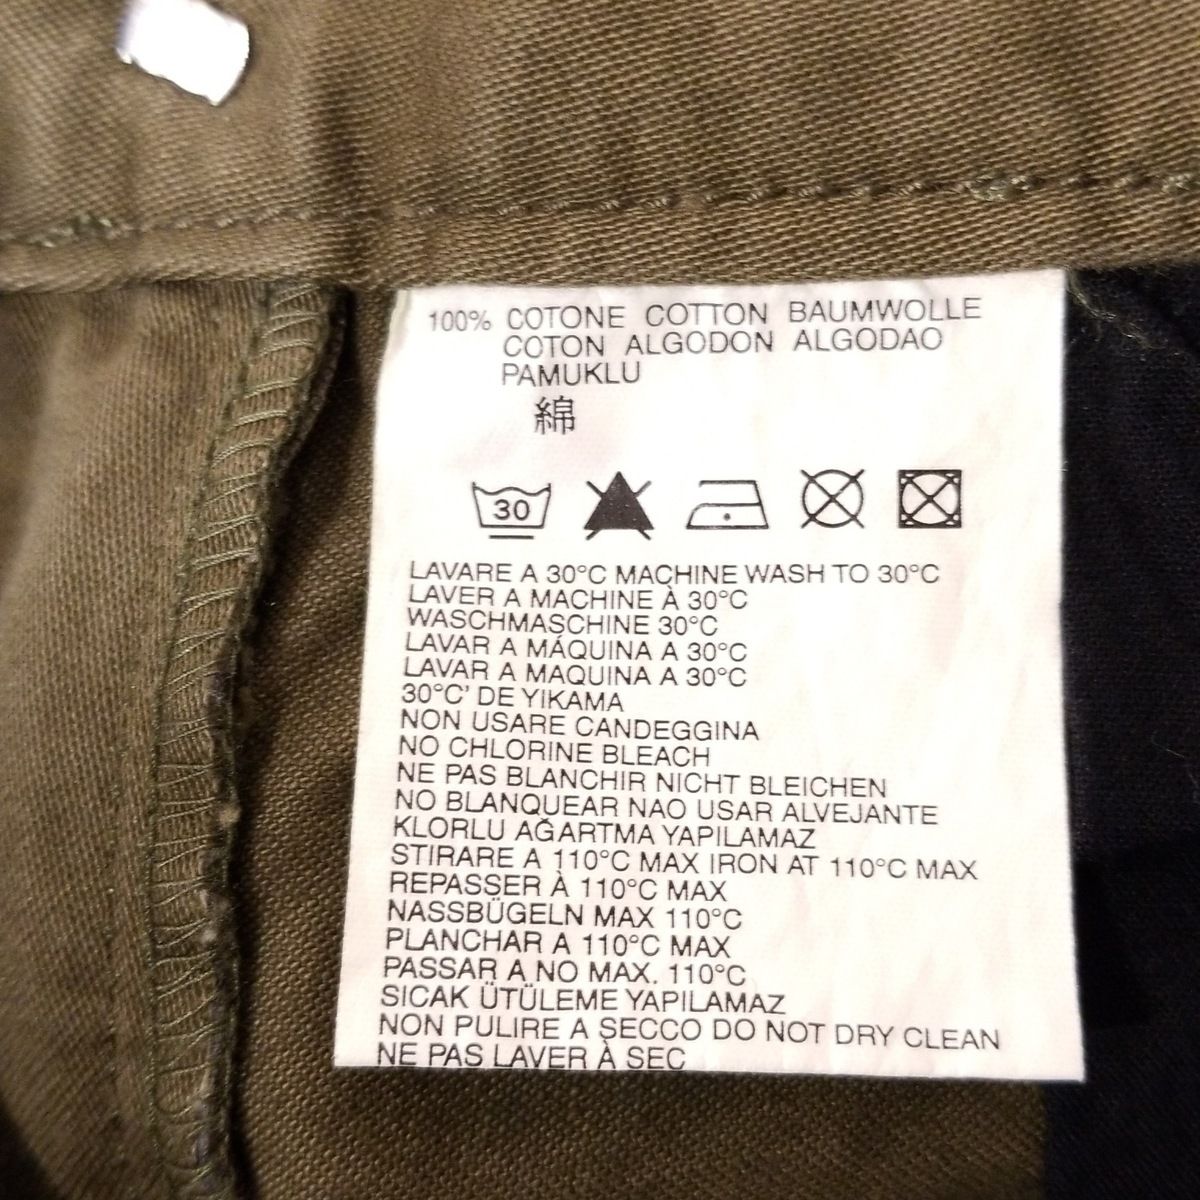 100% COTONE COTTON BAUMWOLLE
COTON ALGODON ALGODAO
PAMUKLU
綿
30
LAVARE A 30°C MACHINE WASH TO 30°C
LAVER A MACHINE À 30°C
WASCHMASCHINE 30°C
LAVAR A MÁQUINA A 30°C
LAVAR A MAQUINA A 30°C
30°C' DE YIKAMA
NON USARE CANDEGGINA
NO CHLORINE BLEACH
NE PAS BLANCHIR NICHT BLEICHEN
NO BLANQUEAR NAO USAR ALVEJANTE
KLORLU AĞARTMA YAPILAMAZ
STIRARE A 110°C MAX IRON AT 110°C MAX
REPASSER À 110°C MAX
NASSBÜGELN MAX 110°C
PLANCHAR A 110°C MAX
PASSAR A NO MAX. 110°C
SICAK ÜTÜLEME YAPILAMAZ
NON PULIRE A SECCO DO NOT DRY CLEAN
NE PAS LAVER À SEC